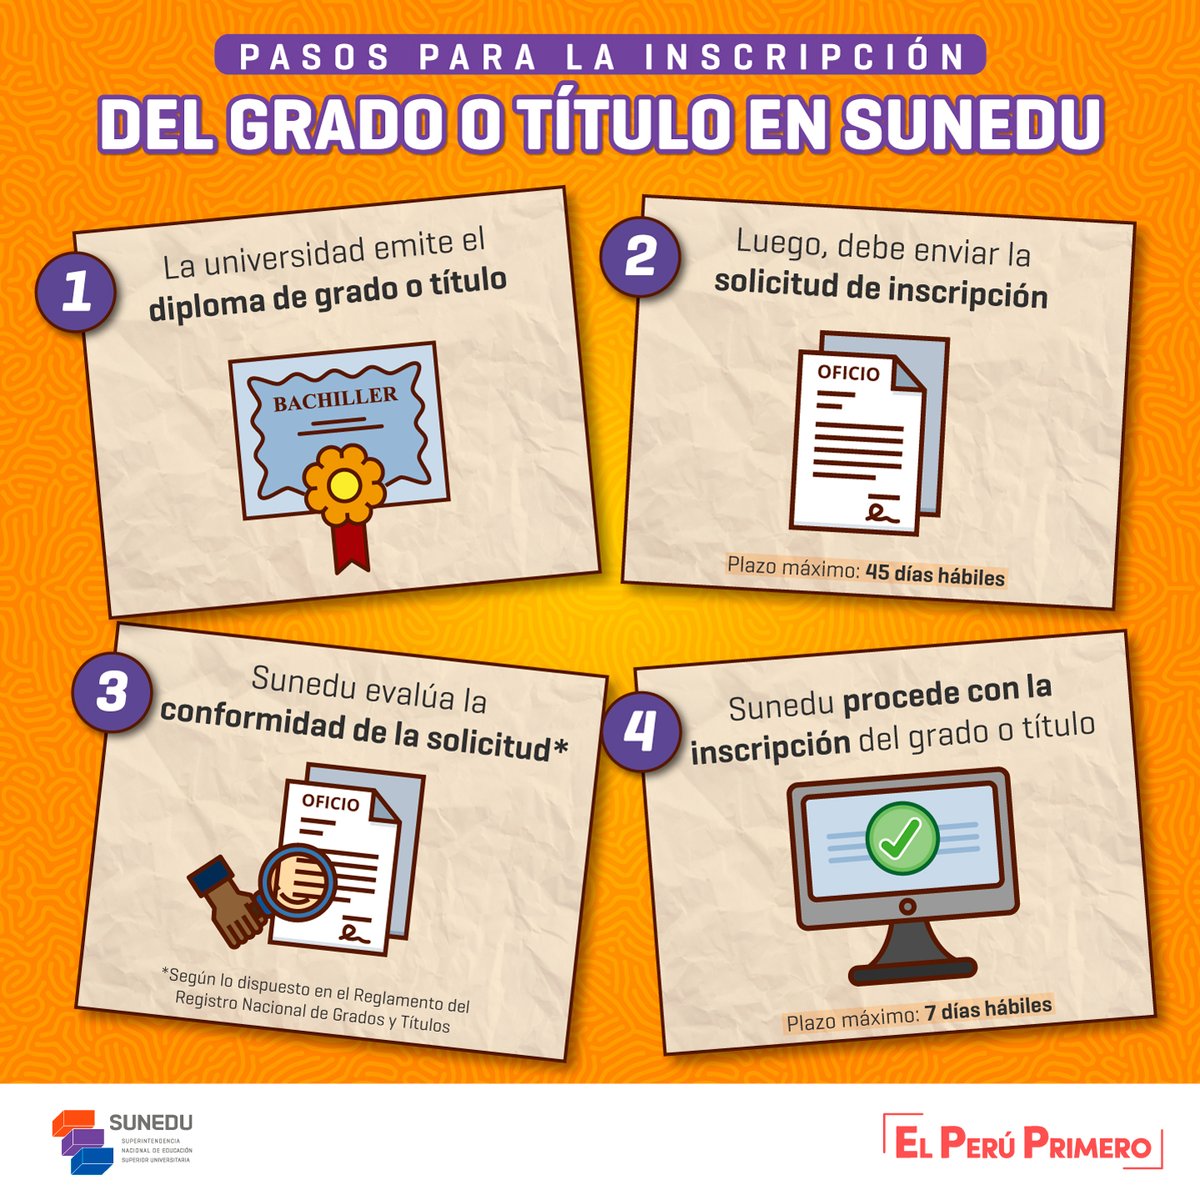 PASOS PARA LA INSCRIPCIÓN
DEL GRADO O TÍTULO EN SUNEDU
1
La universidad emite el
diploma de grado o título
BACHILLER
2
Luego, debe enviar la
solicitud de inscripción
OFICIO
Plazo máximo: 45 días hábiles
3
Sunedu evalúa la
conformidad de la solicitud*
OFICIO
*Según lo dispuesto en el Reglamento del
Registro Nacional de Grados y Títulos
4
Sunedu procede con la
inscripción del grado o título
Plazo máximo: 7 días hábiles
SUNEDU
SUPERINTENDENCIA
NACIONAL DE EDUCACIÓN
SUPERIOR UNIVERSITARIA
EL PERÚ PRIMERO